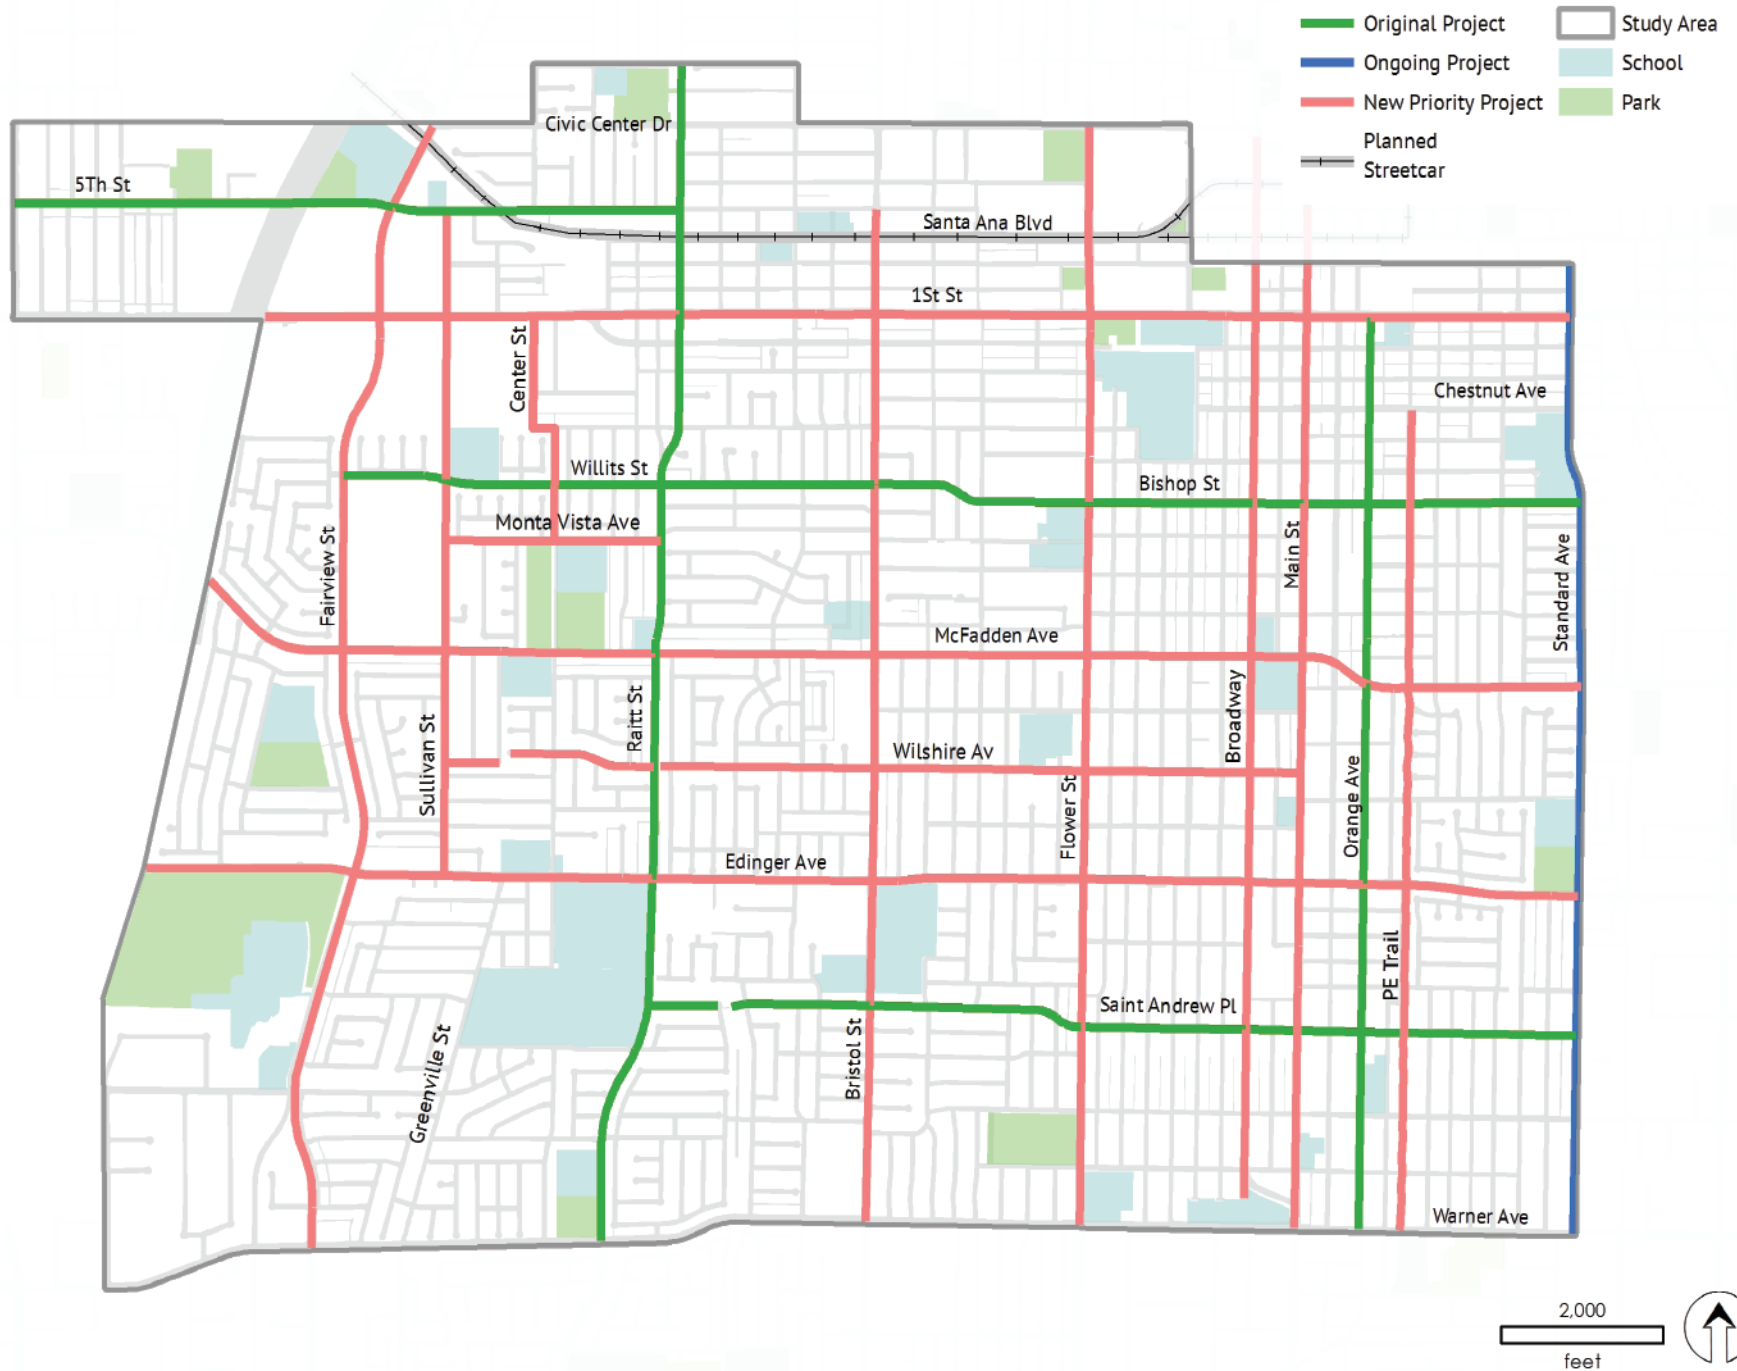 Original Project
Study Area
Ongoing Project
School
New Priority Project
Park
Planned
Streetcar
Civic Center Dr
5Th St
Santa Ana Blvd
1St St
Center St
Chestnut Ave
Willits St
Bishop St
Monta Vista Ave
Fairview St
Main St
Standard Ave
McFadden Ave
Raitt St
Broadway
Sullivan St
Wilshire Av
Flower St
Orange Ave
Edinger Ave
PE Trail
Saint Andrew Pl
Greenville St
Bristol St
Warner Ave
2,000
feet